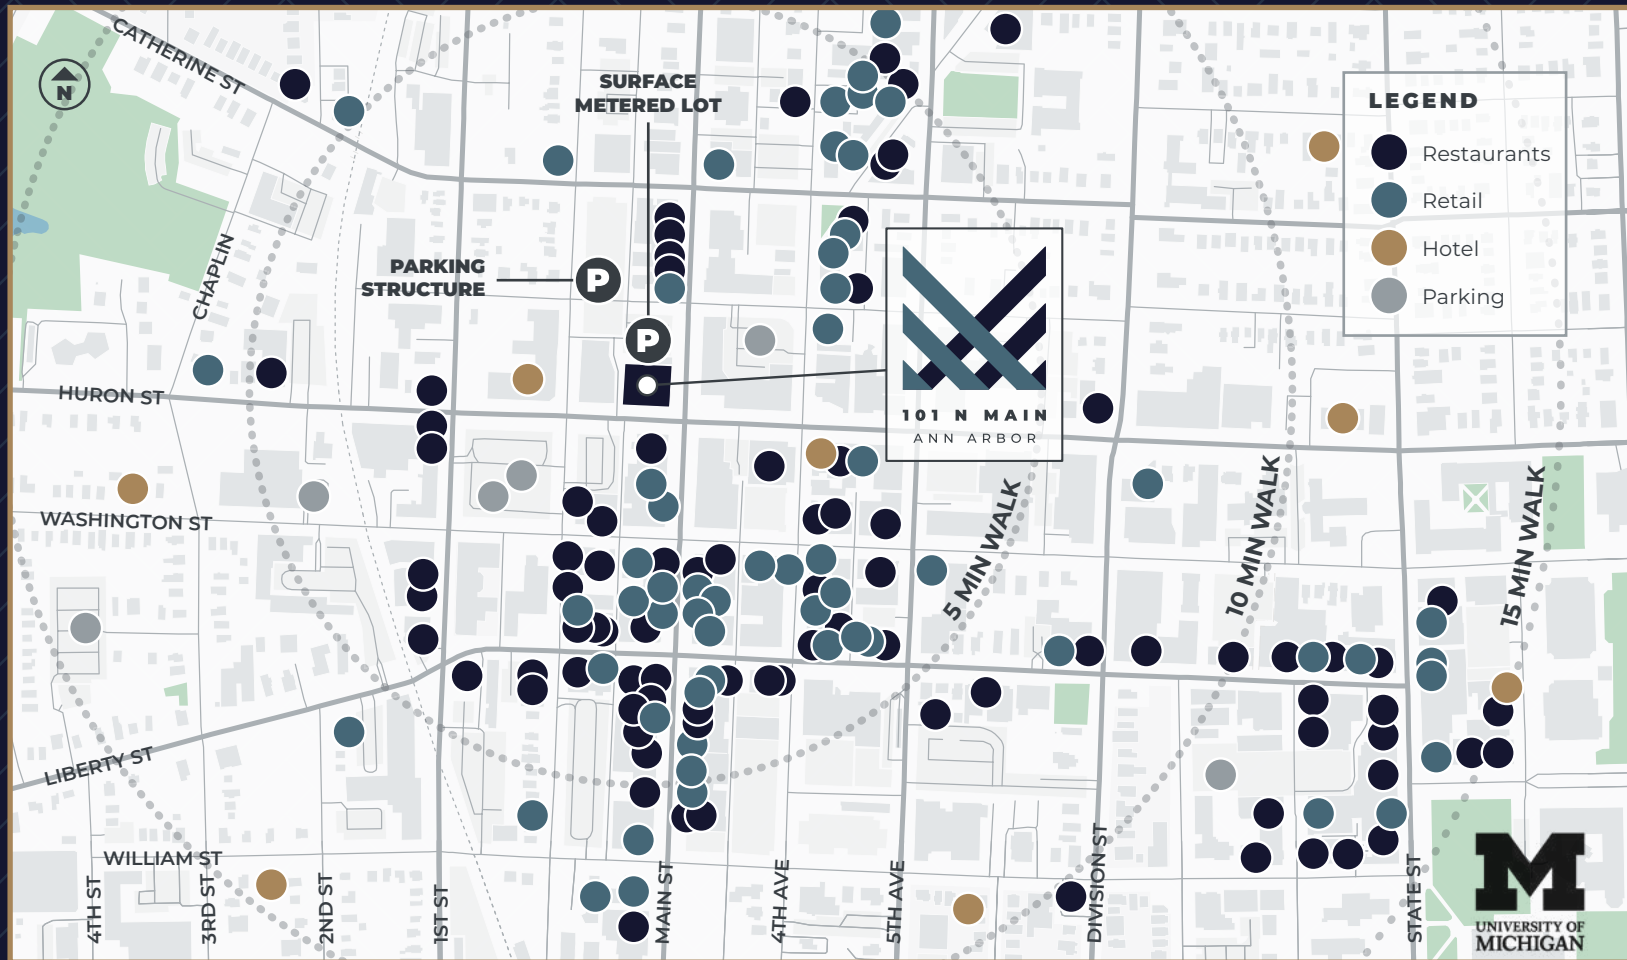 CATHERINE ST
N
SURFACE
METERED LOT
LEGEND
Restaurants
Retail
Hotel
Parking
CHAPLIN
PARKING
STRUCTURE
P
P
HURON ST
101 N MAIN
ANN ARBOR
WASHINGTON ST
5 MIN WALK
10 MIN WALK
15 MIN WALK
LIBERTY ST
WILLIAM ST
4TH ST
3RD ST
2ND ST
1ST ST
MAIN ST
4TH AVE
5TH AVE
DIVISION ST
STATE ST
M
UNIVERSITY OF
MICHIGAN